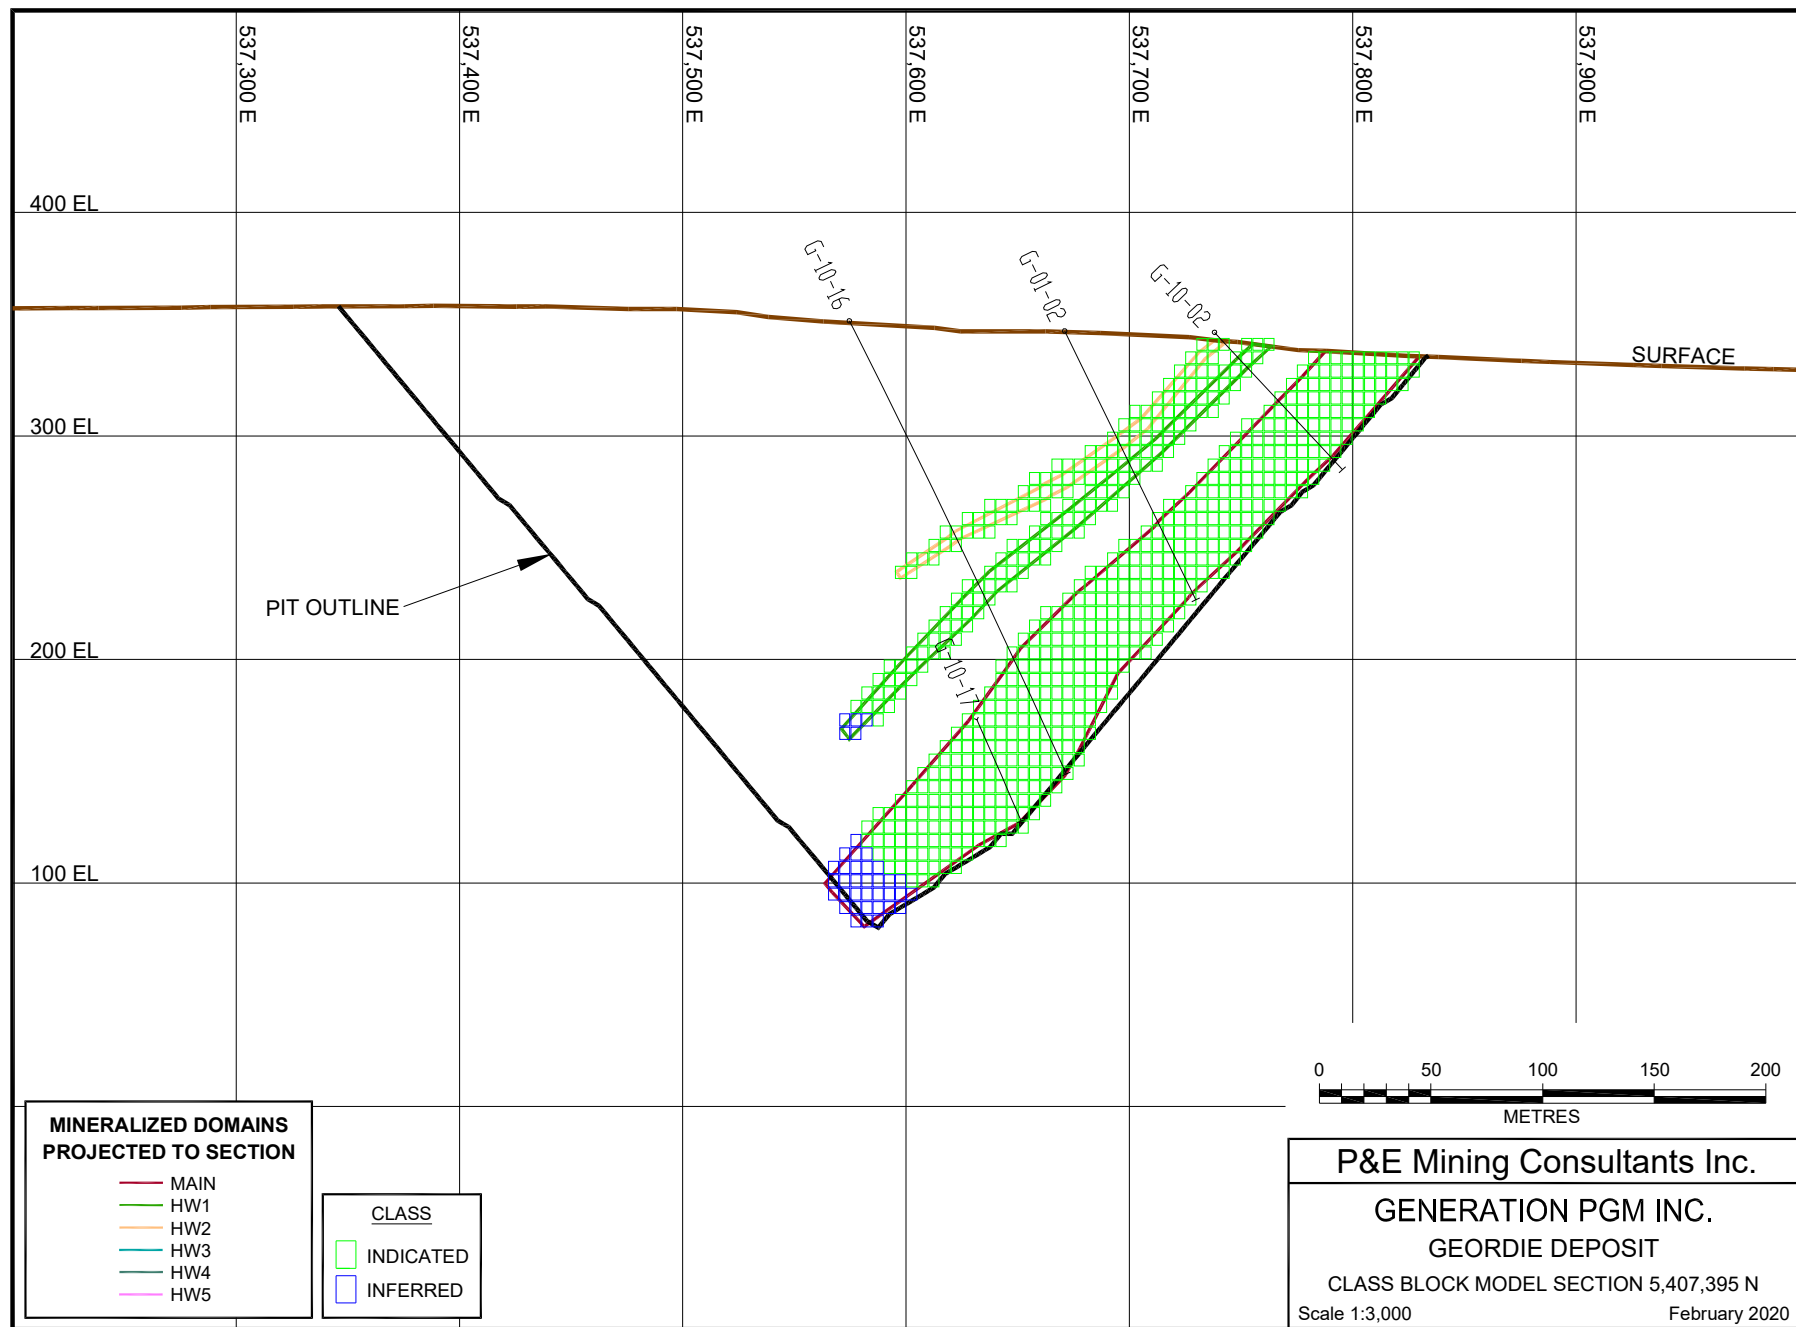 537,300 E
537,400 E
537,500 E
537,600 E
537,700 E
537,800 E
537,900 E
400 EL
300 EL
200 EL
100 EL
G-10-16
G-01-02
G-10-02
G-10-17
SURFACE
PIT OUTLINE
0 50 100 150 200
METRES
MINERALIZED DOMAINS
PROJECTED TO SECTION
MAIN
HW1
HW2
HW3
HW4
HW5
CLASS
INDICATED
INFERRED
P&E Mining Consultants Inc.
GENERATION PGM INC.
GEORDIE DEPOSIT
CLASS BLOCK MODEL SECTION 5,407,395 N
Scale 1:3,000 February 2020